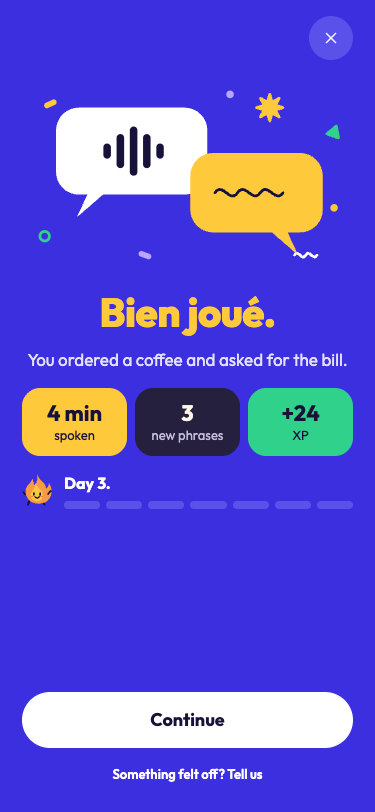 Bien joué.
You ordered a coffee and asked for the bill.
4 min
spoken
3
new phrases
+24
XP
Day 3.
Continue
Something felt off? Tell us